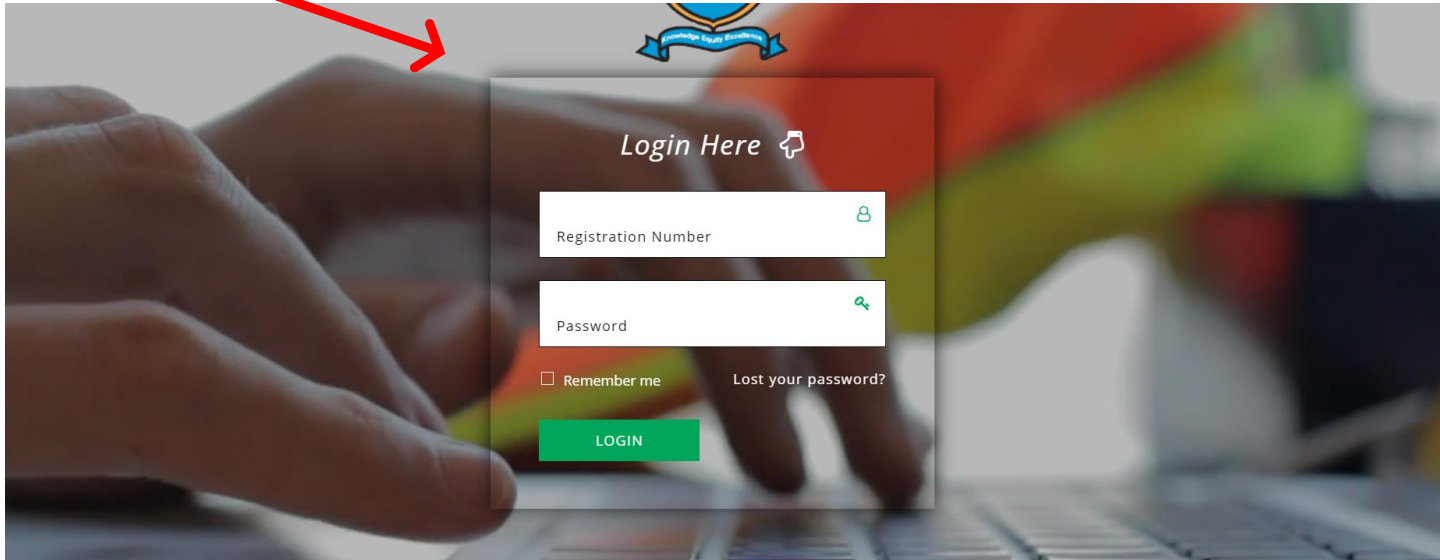 Knowledge Equity Excellence
Login Here
Registration Number
Password
Remember me Lost your password?
LOGIN